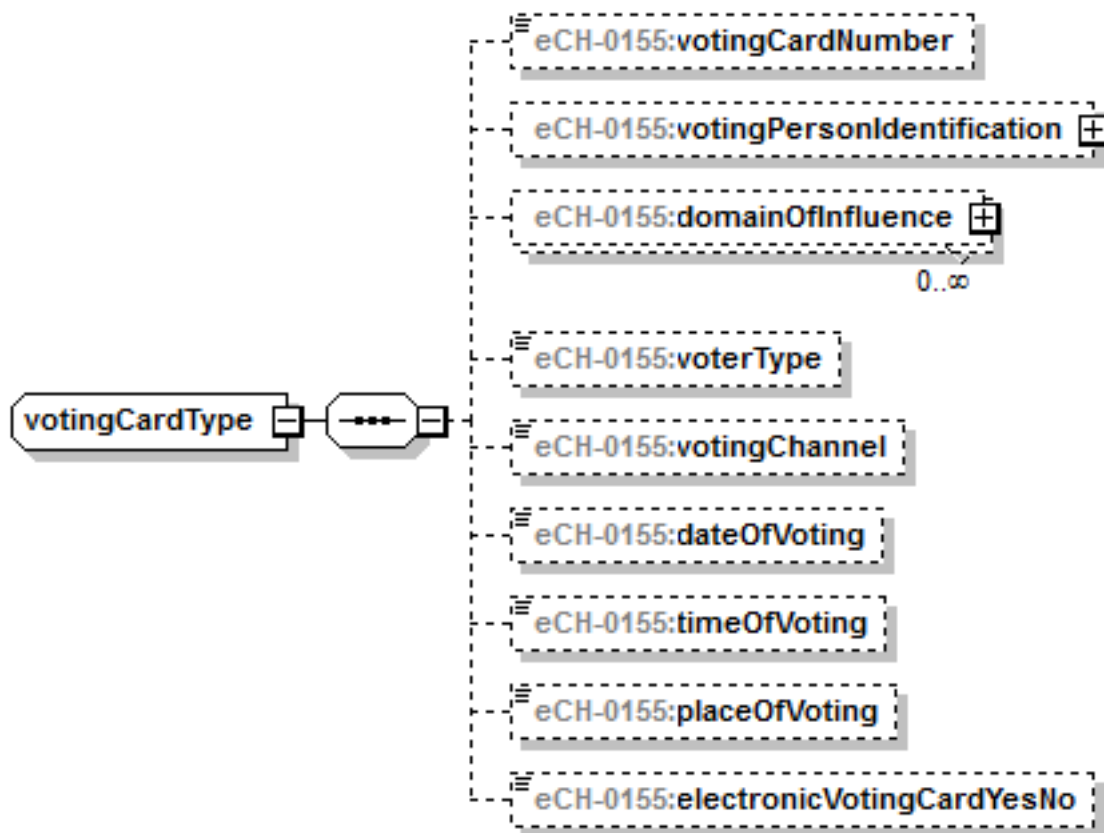 eCH-0155:votingCardNumber
eCH-0155:votingPersonIdentification
eCH-0155:domainOfInfluence
0..∞
eCH-0155:voterType
votingCardType
eCH-0155:votingChannel
eCH-0155:dateOfVoting
eCH-0155:timeOfVoting
eCH-0155:placeOfVoting
eCH-0155:electronicVotingCardYesNo